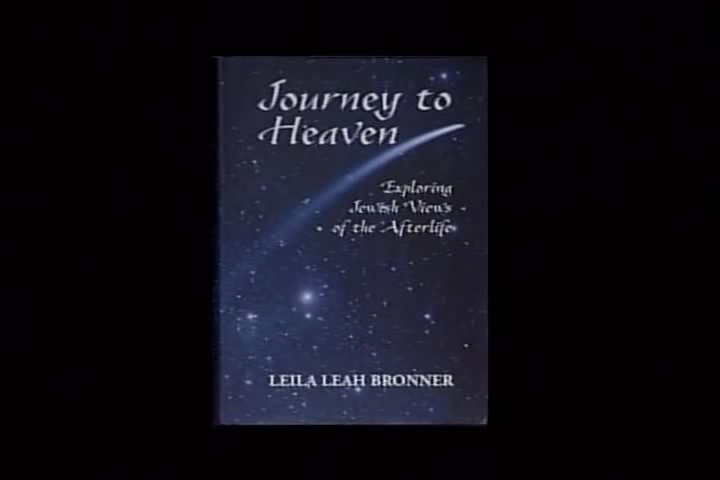 Journey to
Heaven
Exploring
Jewish Views
of the Afterlife
LEILA LEAH BRONNER